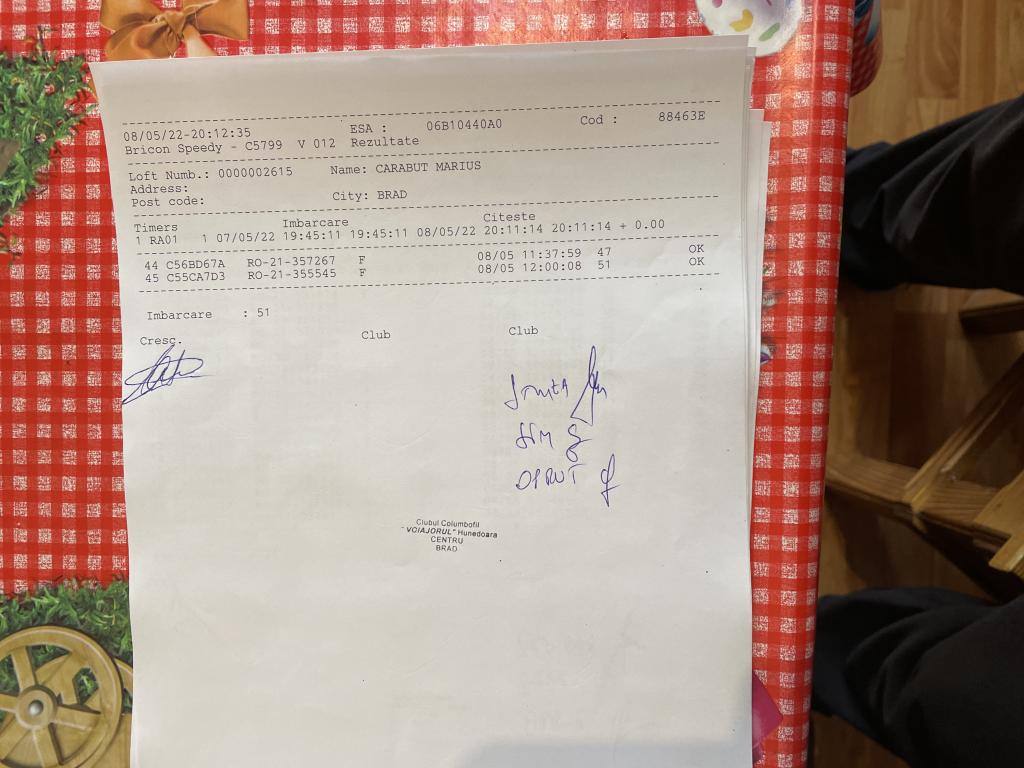 08/05/22-20:12:35 ESA : 06B10440A0 Cod : 88463E
Bricon Speedy - C5799 V 012 Rezultate
Loft Numb.: 0000002615 Name: CARABUT MARIUS
Address:
Post code: City: BRAD
Timers Imbarcare Citeste
1 RA01 1 07/05/22 19:45:11 19:45:11 08/05/22 20:11:14 20:11:14 + 0.00
44 C56BD67A RO-21-357267 F 08/05 11:37:59 47 OK
45 C55CA7D3 RO-21-355545 F 08/05 12:00:08 51 OK
Imbarcare : 51
Cresc. Club Club
Clubul Columbofil
"VOIAJORUL" Hunedoara
CENTRU
BRAD